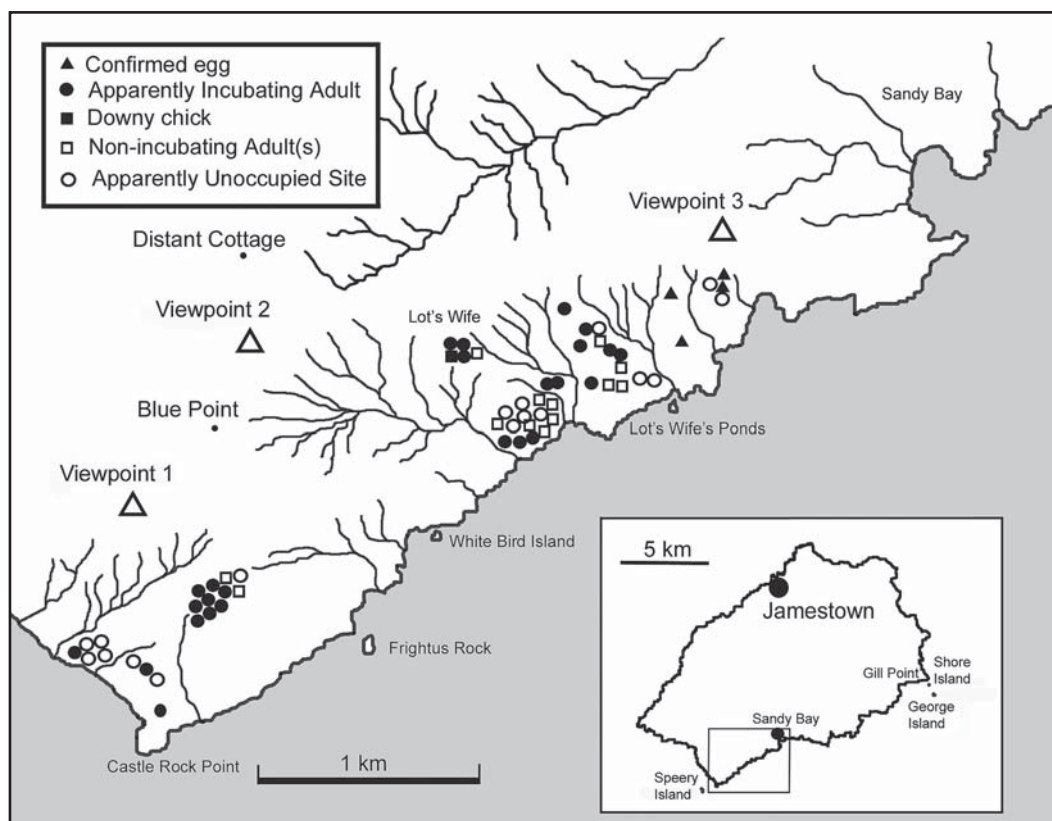 Confirmed egg
Apparently Incubating Adult
Downy chick
Non-incubating Adult(s)
Apparently Unoccupied Site
Sandy Bay
Viewpoint 3
Distant Cottage
Viewpoint 2
Lot's Wife
Blue Point
Lot's Wife's Ponds
Viewpoint 1
White Bird Island
Frightus Rock
Castle Rock Point
1 km
5 km
Jamestown
Gill Point
Shore
Island
George
Island
Sandy Bay
Speery
Island